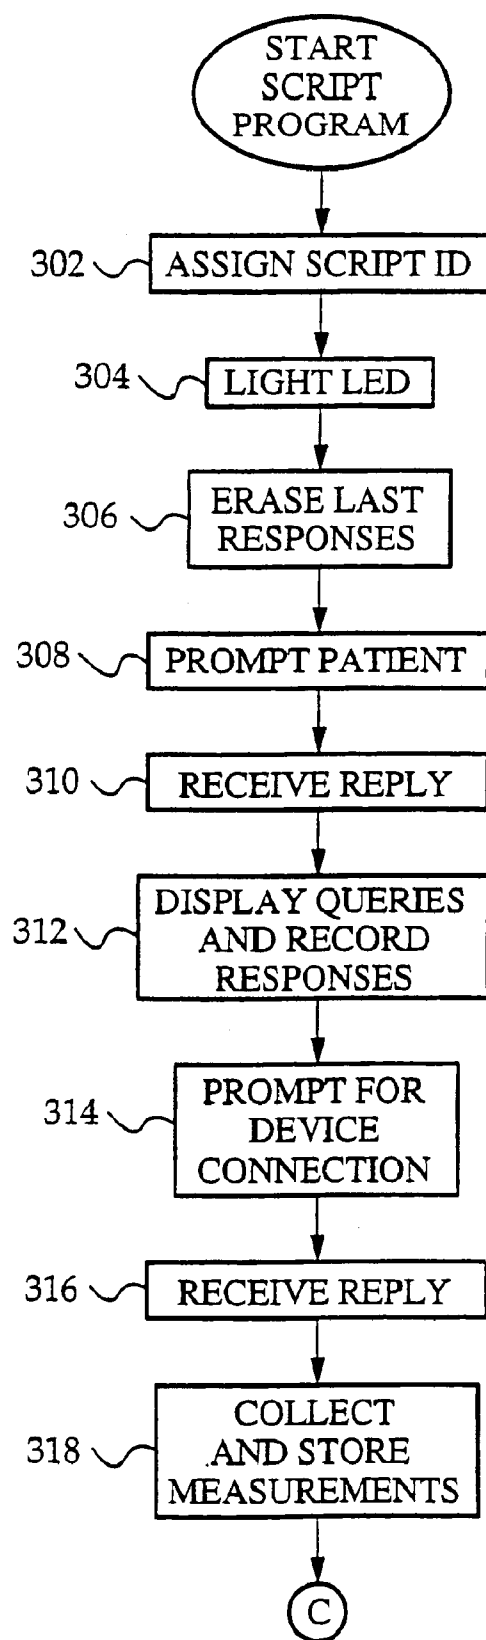 START
SCRIPT
PROGRAM
302 ASSIGN SCRIPT ID
304 LIGHT LED
306 ERASE LAST
RESPONSES
308 PROMPT PATIENT
310 RECEIVE REPLY
312 DISPLAY QUERIES
AND RECORD
RESPONSES
314 PROMPT FOR
DEVICE
CONNECTION
316 RECEIVE REPLY
318 COLLECT
AND STORE
MEASUREMENTS
C